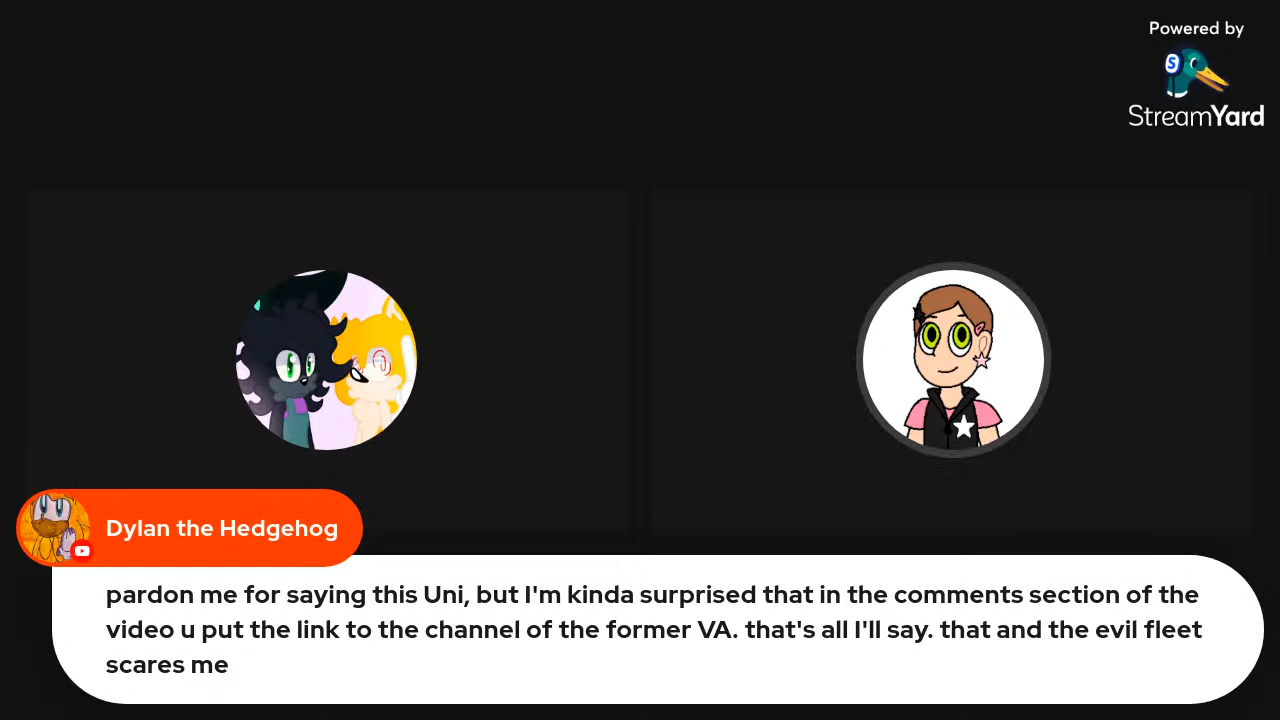 Powered by
StreamYard
Dylan the Hedgehog
pardon me for saying this Uni, but I'm kinda surprised that in the comments section of the
video u put the link to the channel of the former VA. that's all I'll say. that and the evil fleet
scares me